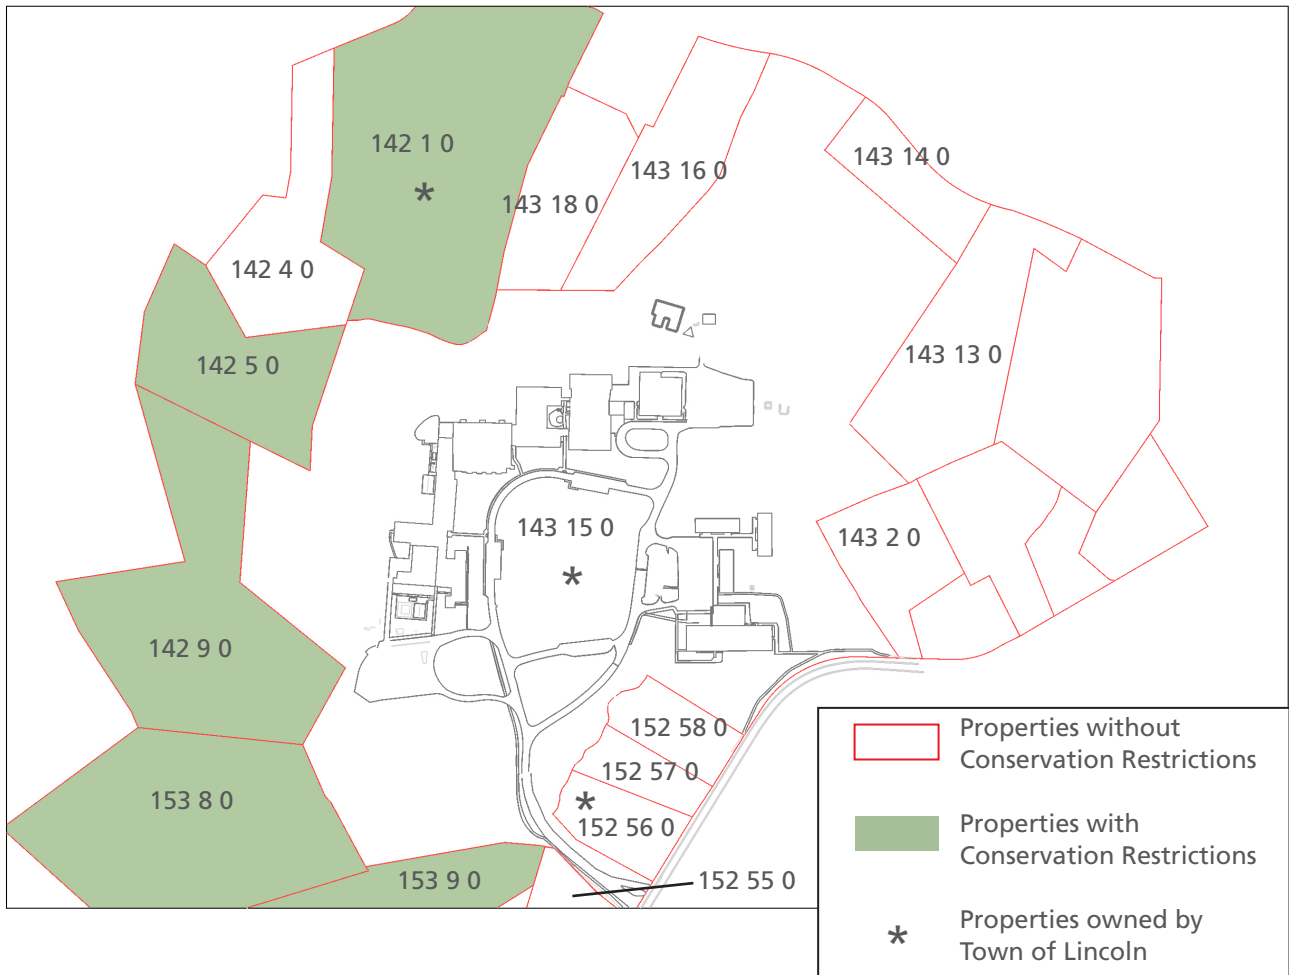 142 1 0
*
143 16 0
143 14 0
143 18 0
142 4 0
143 13 0
142 5 0
143 15 0
*
143 2 0
142 9 0
152 58 0
152 57 0
*
152 56 0
153 8 0
153 9 0
152 55 0
Properties without
Conservation Restrictions
Properties with
Conservation Restrictions
*
Properties owned by
Town of Lincoln